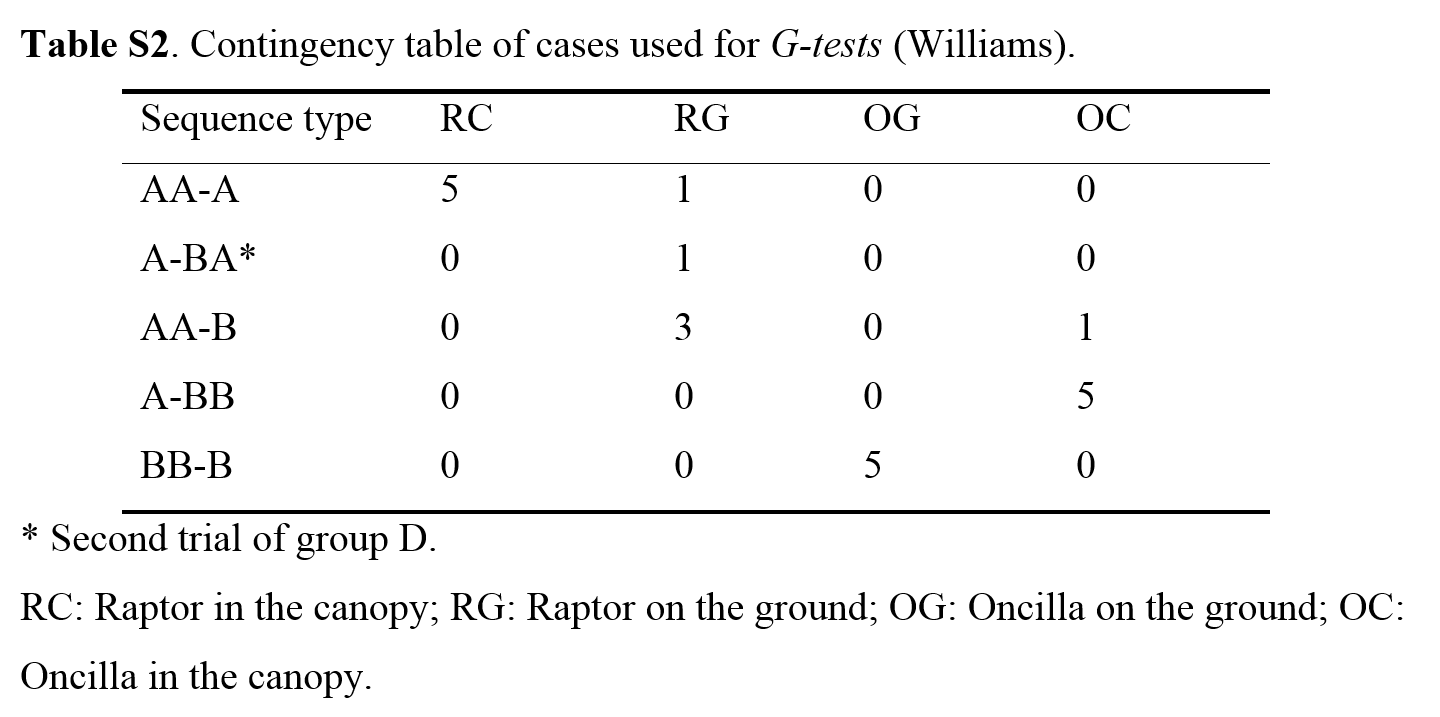 Table S2. Contingency table of cases used for G-tests (Williams).
Sequence type RC RG OG OC
AA-A 5 1 0 0
A-BA* 0 1 0 0
AA-B 0 3 0 1
A-BB 0 0 0 5
BB-B 0 0 5 0
* Second trial of group D.
RC: Raptor in the canopy; RG: Raptor on the ground; OG: Oncilla on the ground; OC:
Oncilla in the canopy.